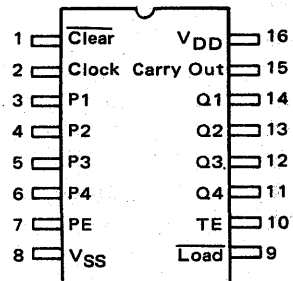 1 Clear VDD 16
2 Clock Carry Out 15
3 P1 Q1 14
4 P2 Q2 13
5 P3 Q3 12
6 P4 Q4 11
7 PE TE 10
8 VSS Load 9